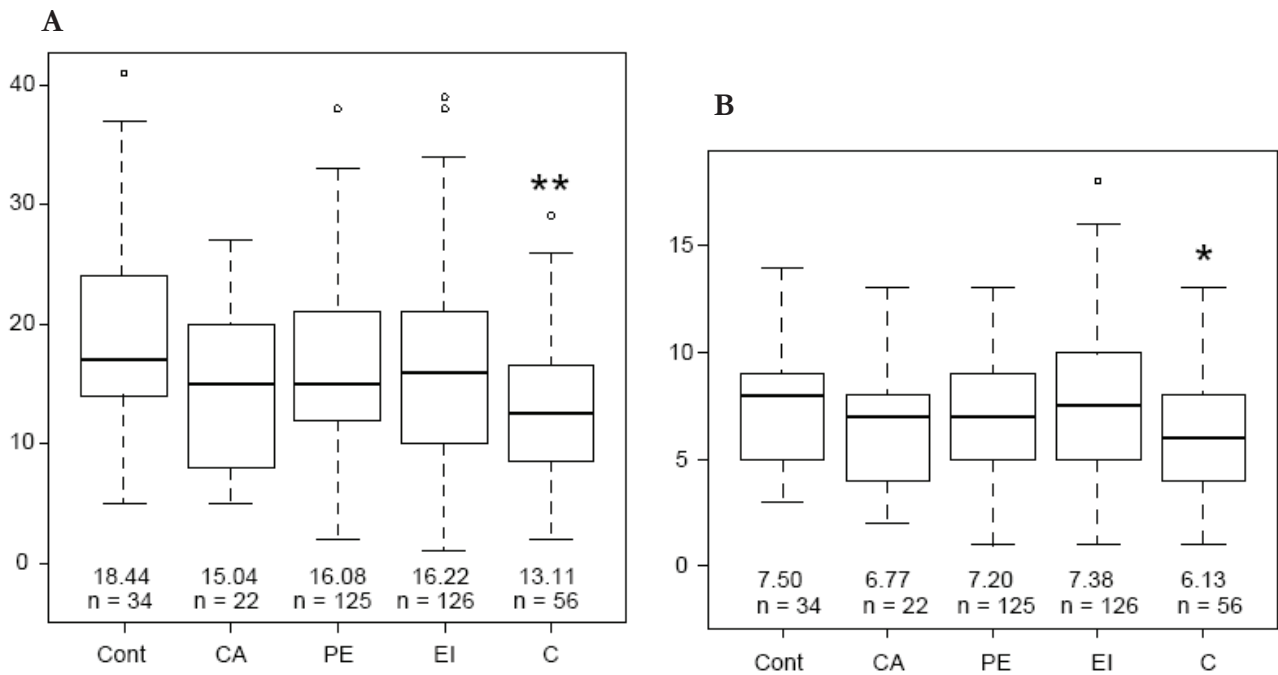 A
40
30
20
10
0
**
18.44 15.04 16.08 16.22 13.11
n = 34 n = 22 n = 125 n = 126 n = 56
Cont CA PE EI C
B
15
10
5
0
*
7.50 6.77 7.20 7.38 6.13
n = 34 n = 22 n = 125 n = 126 n = 56
Cont CA PE EI C